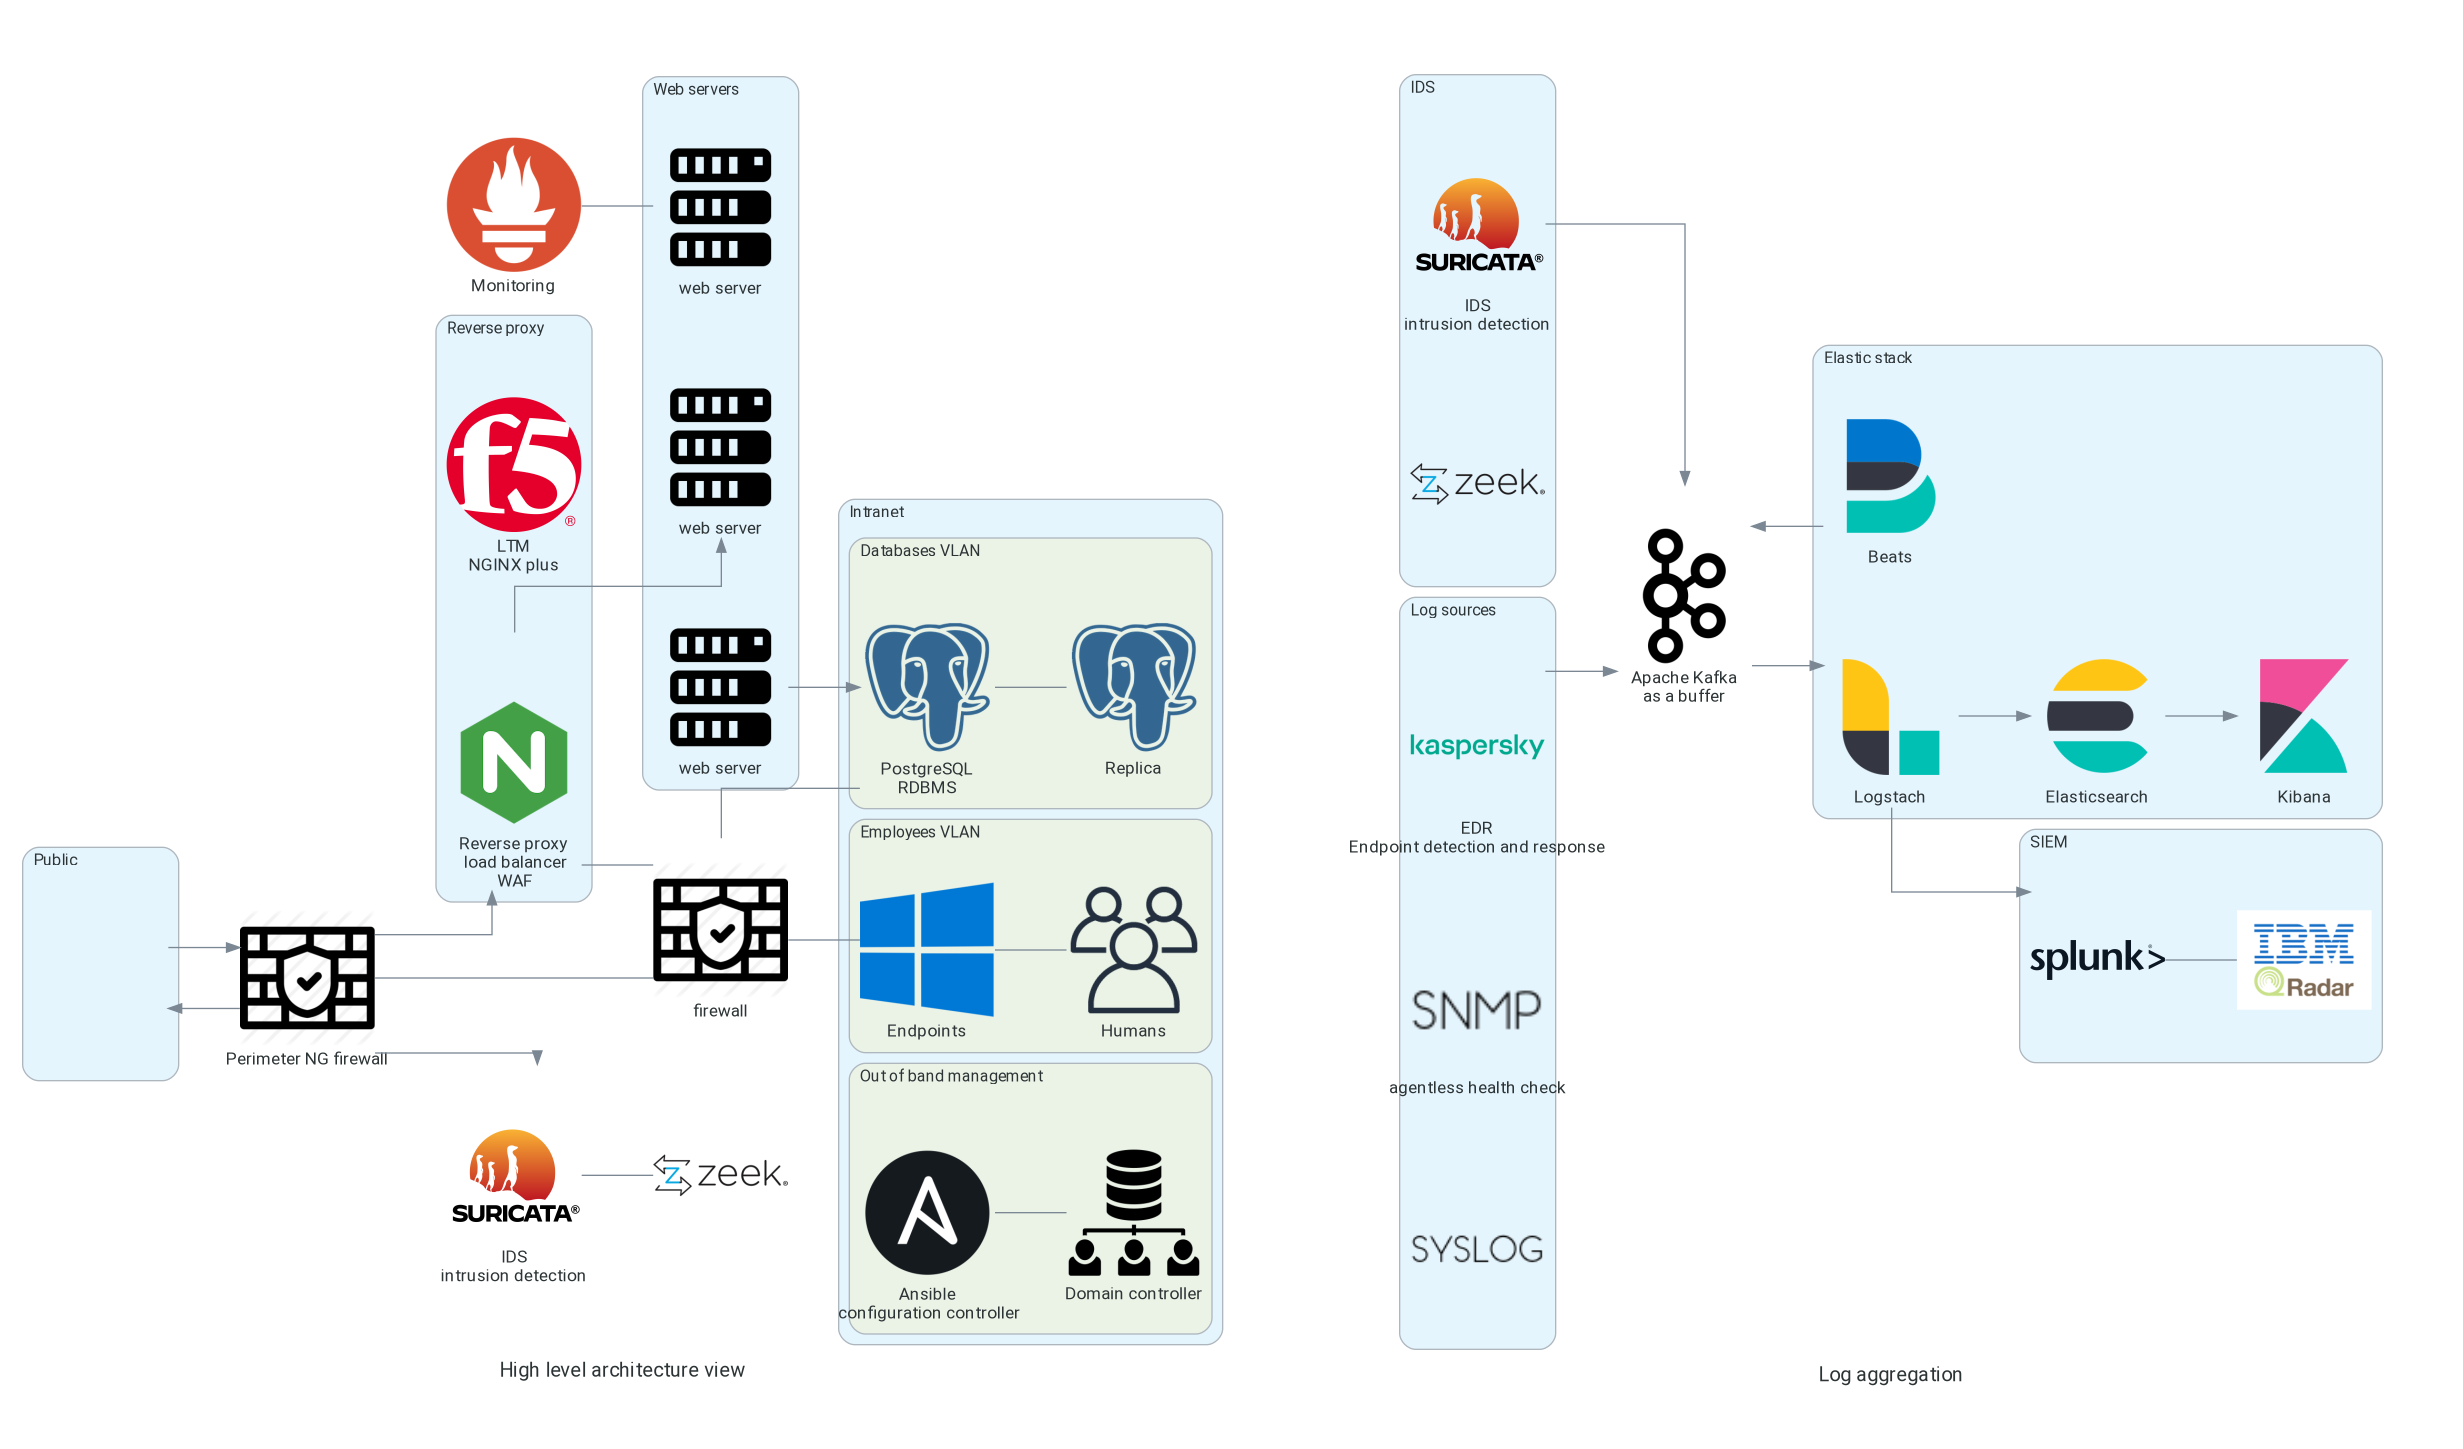 Web servers
web server
web server
web server
Monitoring
Reverse proxy
f5®
LTM
NGINX plus
N
Reverse proxy
load balancer
WAF
Public
Perimeter NG firewall
firewall
SURICATA®
IDS
intrusion detection
zeek®
Intranet
Databases VLAN
PostgreSQL
RDBMS
Replica
Employees VLAN
Endpoints
Humans
Out of band management
Ansible
configuration controller
Domain controller
High level architecture view
IDS
SURICATA®
IDS
intrusion detection
zeek®
Log sources
kaspersky
EDR
Endpoint detection and response
SNMP
agentless health check
SYSLOG
Apache Kafka
as a buffer
Elastic stack
Beats
Logstach
Elasticsearch
Kibana
SIEM
splunk>
IBM
QRadar
Log aggregation